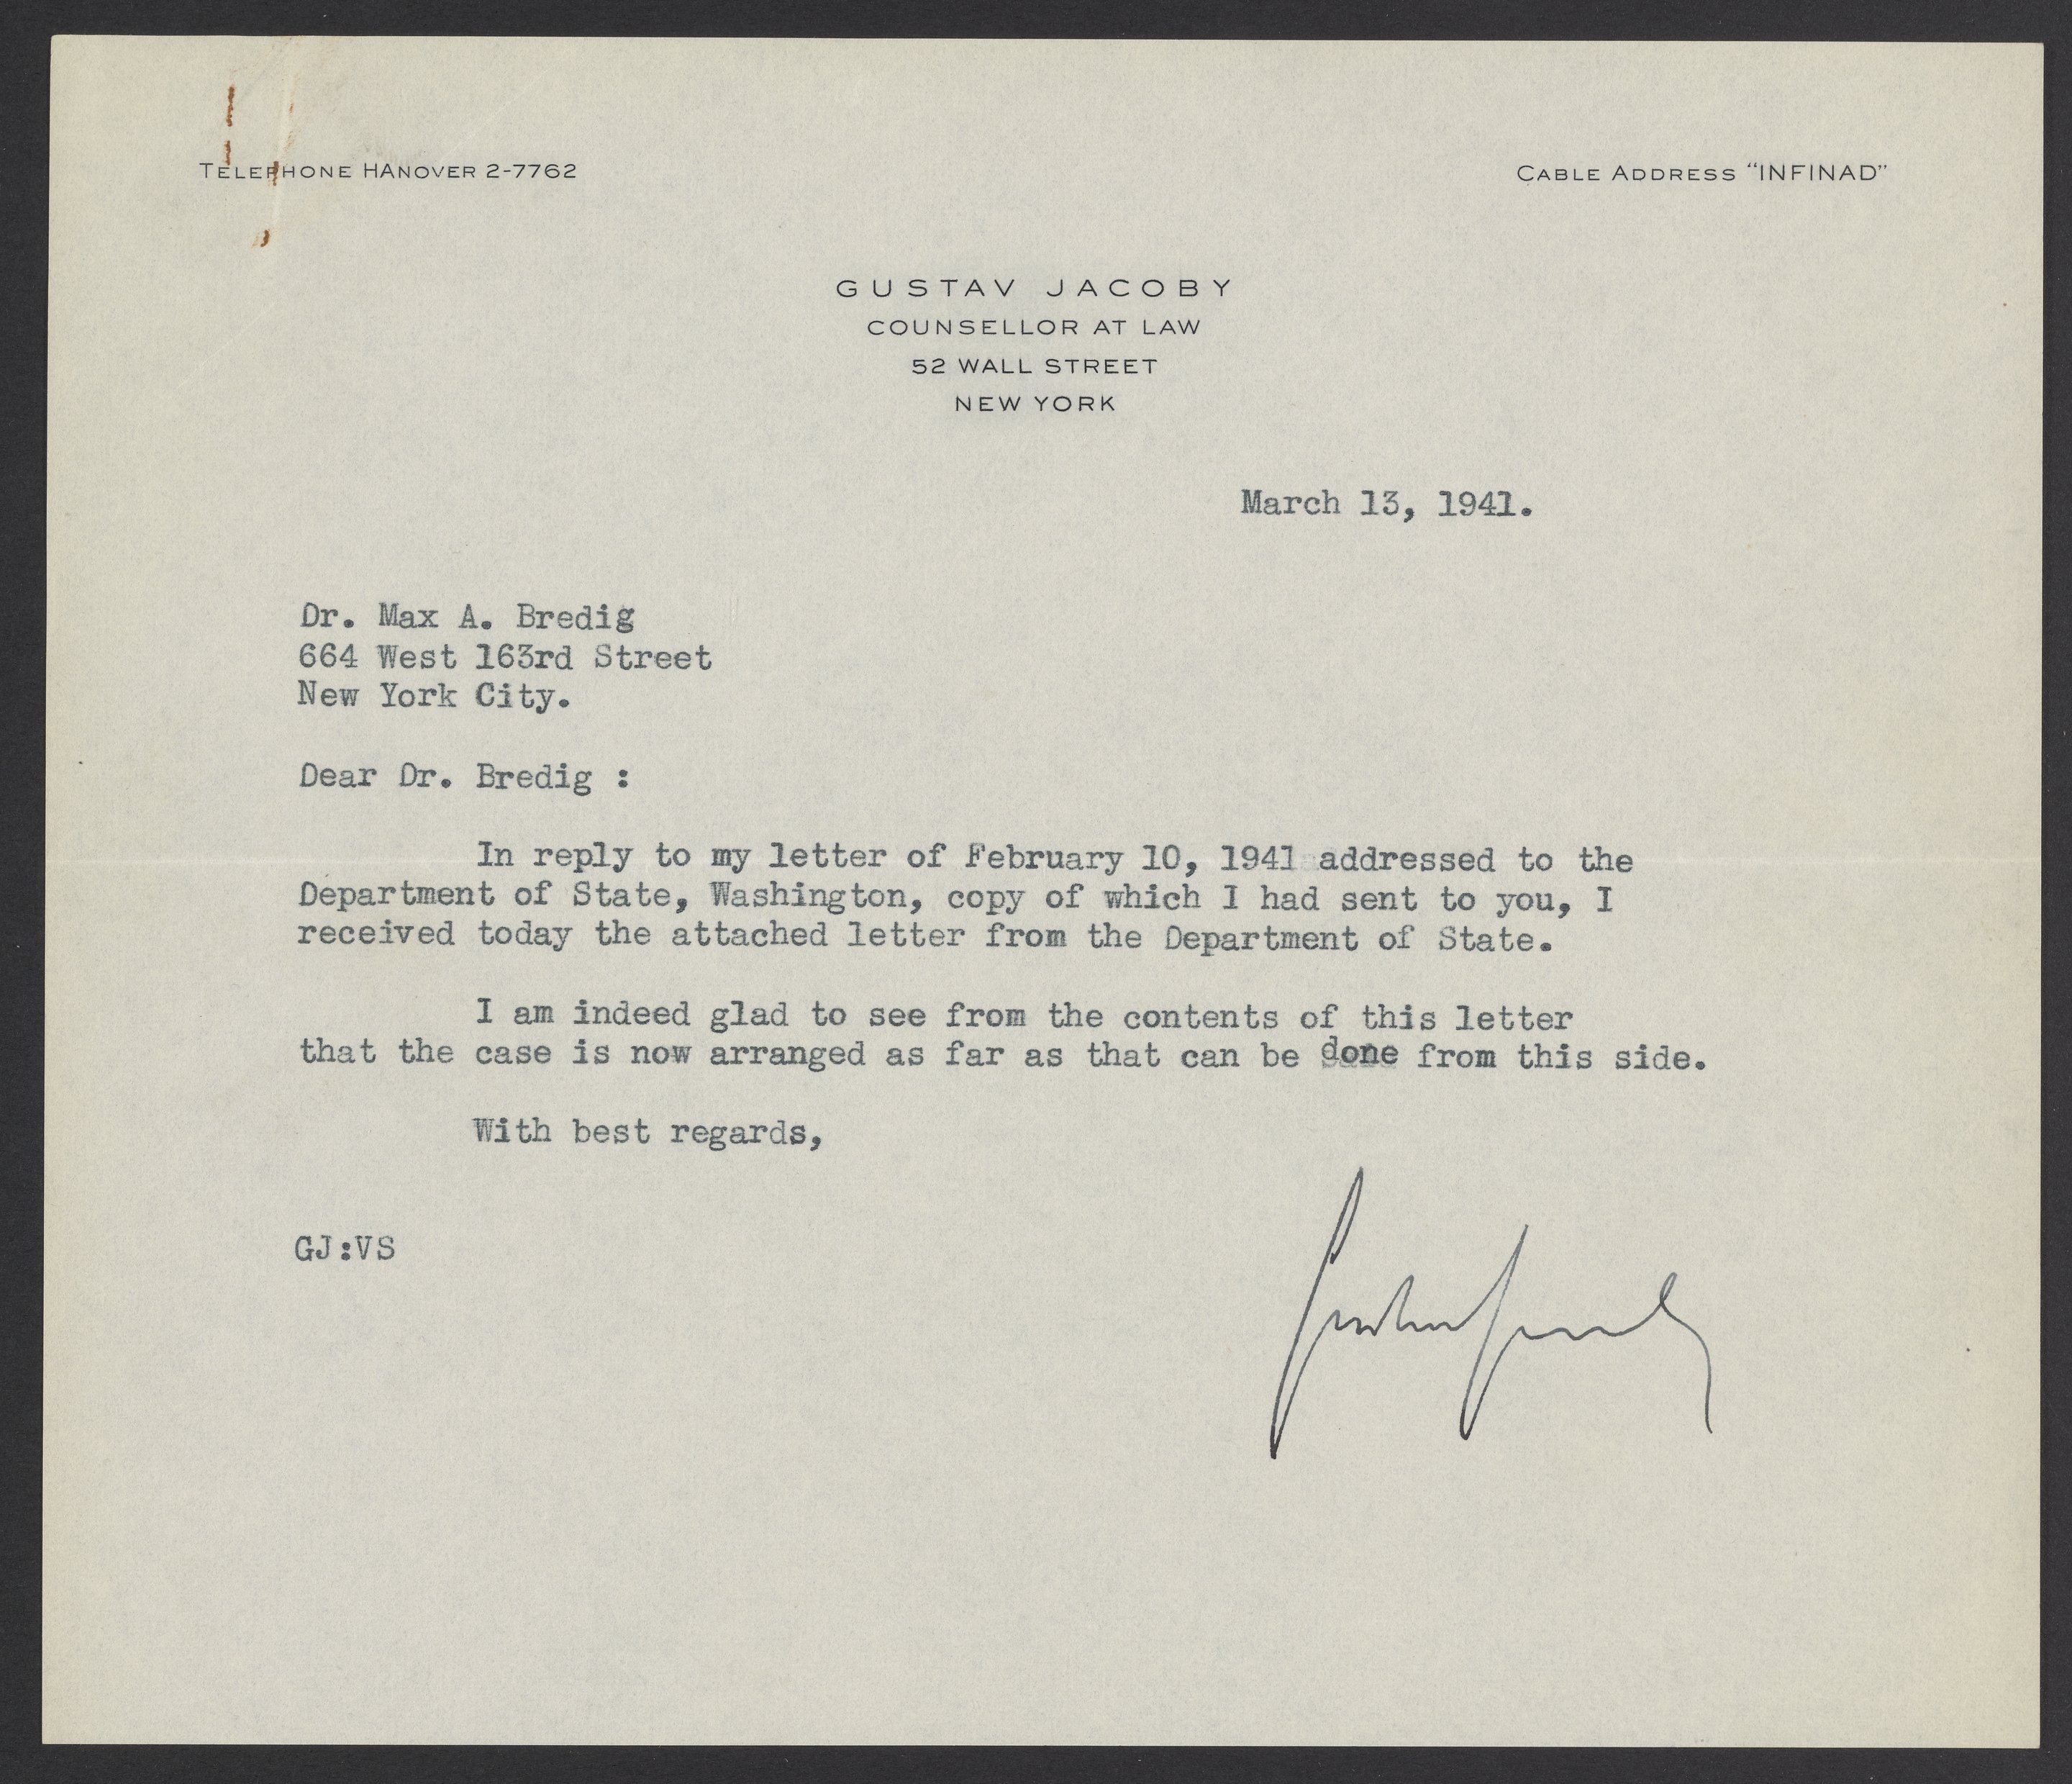 TELEPHONE HANOVER 2-7762
CABLE ADDRESS “INFINAD”
GUSTAV JACOBY
COUNSELLOR AT LAW
52 WALL STREET
NEW YORK
March 13, 1941.
Dr. Max A. Bredig
664 West 163rd Street
New York City.
Dear Dr. Bredig :
In reply to my letter of February 10, 1941 addressed to the
Department of State, Washington, copy of which I had sent to you, I
received today the attached letter from the Department of State.
I am indeed glad to see from the contents of this letter
that the case is now arranged as far as that can be done from this side.
With best regards,
GJ:VS
Gustav Jacoby